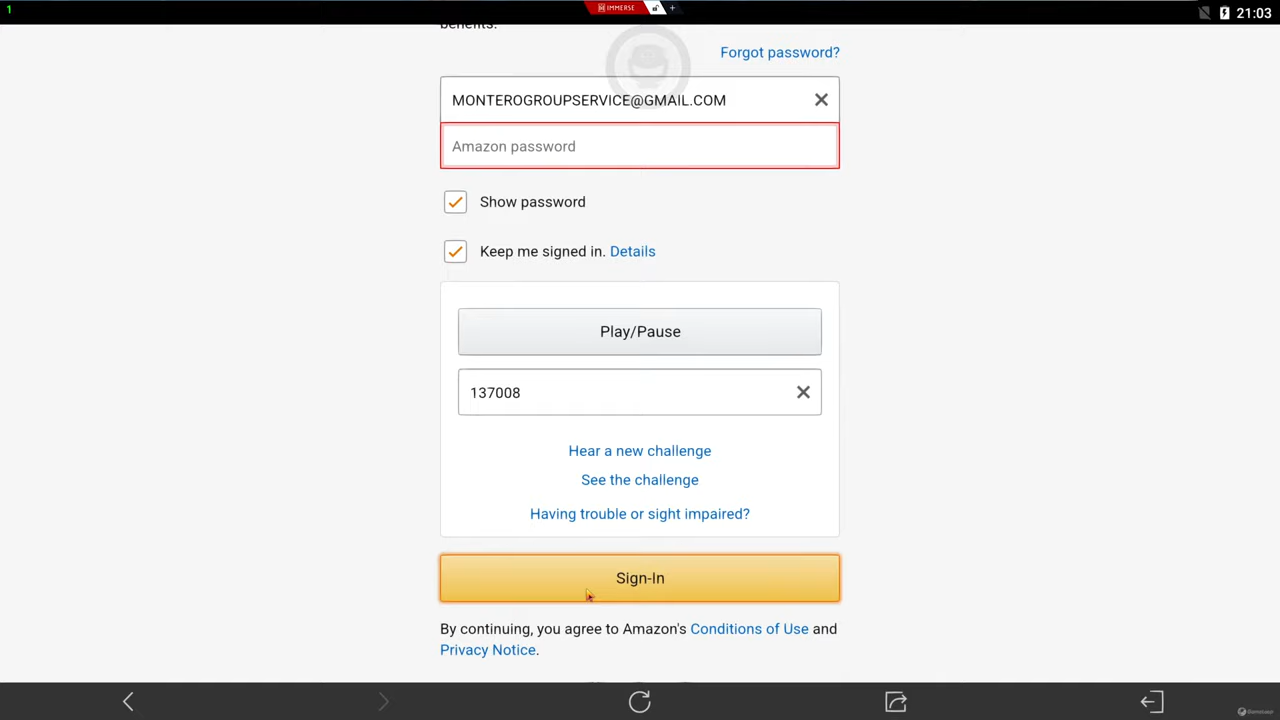 1
IMMERSE
+
21:03
benefits.
Forgot password?
MONTEROGROUPSERVICE@GMAIL.COM
Amazon password
Show password
Keep me signed in. Details
Play/Pause
137008
Hear a new challenge
See the challenge
Having trouble or sight impaired?
Sign-In
By continuing, you agree to Amazon's Conditions of Use and
Privacy Notice.